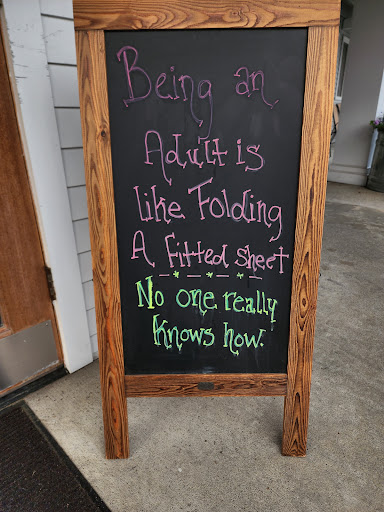 Being an
Adult is
like Folding
A Fitted sheet
No one really
knows how.